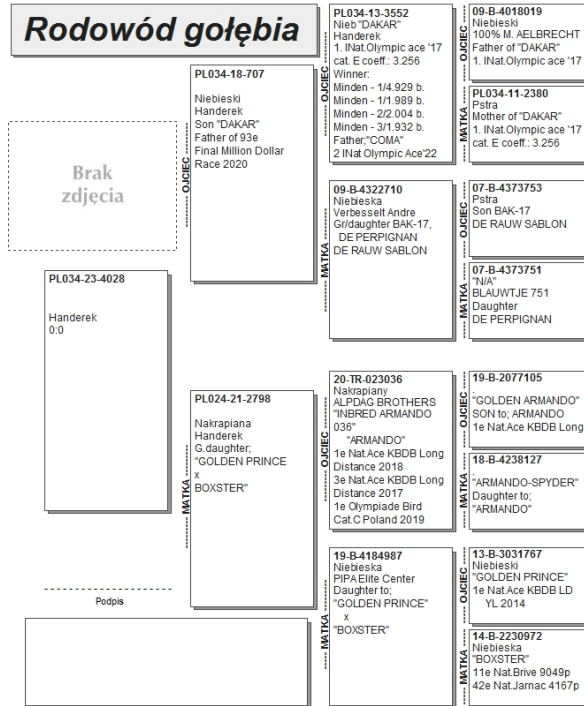 Rodowód gołębia
Brak
zdjęcia
PL034-23-4028
Handerek
0:0
Podpis
OJCIEC
PL034-18-707
Niebieski
Handerek
Son "DAKAR"
Father of 93e
Final Million Dollar
Race 2020
MATKA
PL024-21-2798
Nakrapiana
Handerek
G.daughter;
"GOLDEN PRINCE
x
BOXSTER"
OJCIEC
PL034-13-3552
Nieb "DAKAR"
Handerek
1. INat.Olympic ace '17
cat. E coeff.: 3.256
Winner:
Minden - 1/4.929 b.
Minden - 1/1.989 b.
Minden - 2/2.004 b.
Minden - 3/1.932 b.
Father;"COMA"
2 INat Olympic Ace'22
MATKA
09-B-4322710
Niebieska
Verbesselt Andre
Gr/daughter BAK-17,
DE PERPIGNAN
DE RAUW SABLON
OJCIEC
20-TR-023036
Nakrapiany
ALPDAG BROTHERS
"INBRED ARMANDO
036"
"ARMANDO"
1e Nat.Ace KBDB Long
Distance 2018
3e Nat.Ace KBDB Long
Distance 2017
1e Olympiade Bird
Cat.C Poland 2019
MATKA
19-B-4184987
Niebieska
PIPA Elite Center
Daughter to;
"GOLDEN PRINCE"
x
"BOXSTER"
OJCIEC
09-B-4018019
Niebieski
100% M. AELBRECHT
Father of "DAKAR"
1. INat.Olympic ace '17
MATKA
PL034-11-2380
Pstra
Mother of "DAKAR"
1. INat.Olympic ace '17
cat. E coeff.: 3.256
OJCIEC
07-B-4373753
Pstra
Son BAK-17
DE RAUW SABLON
MATKA
07-B-4373751
"N/A"
BLAUWTJE 751
Daughter
DE PERPIGNAN
OJCIEC
19-B-2077105
.
"GOLDEN ARMANDO"
SON to; ARMANDO
1e Nat.Ace KBDB Long
MATKA
18-B-4238127
.
"ARMANDO-SPYDER"
Daughter to;
"ARMANDO"
OJCIEC
13-B-3031767
Niebieski
"GOLDEN PRINCE"
1e Nat.Ace KBDB LD
YL 2014
MATKA
14-B-2230972
Niebieska
"BOXSTER"
11e Nat.Brive 9049p
42e Nat.Jarnac 4167p